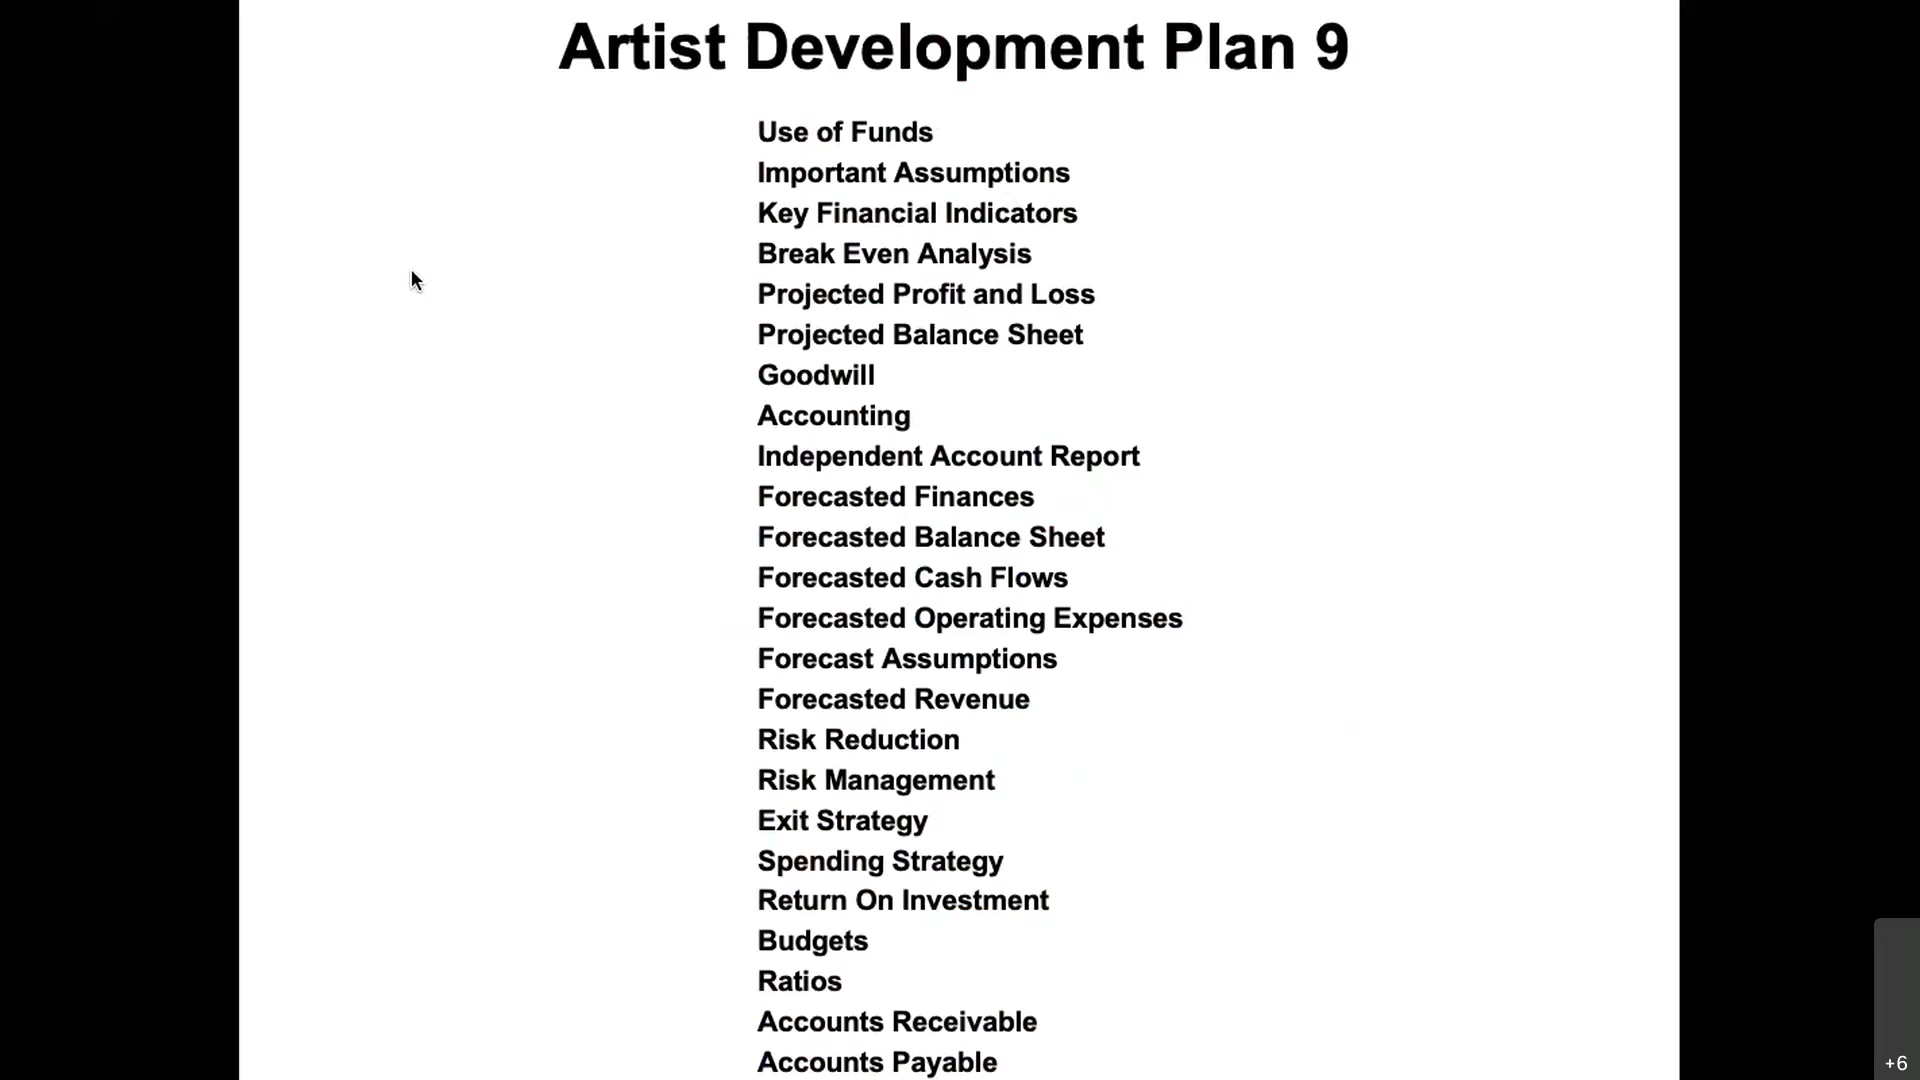 Artist Development Plan 9
Use of Funds
Important Assumptions
Key Financial Indicators
Break Even Analysis
Projected Profit and Loss
Projected Balance Sheet
Goodwill
Accounting
Independent Account Report
Forecasted Finances
Forecasted Balance Sheet
Forecasted Cash Flows
Forecasted Operating Expenses
Forecast Assumptions
Forecasted Revenue
Risk Reduction
Risk Management
Exit Strategy
Spending Strategy
Return On Investment
Budgets
Ratios
Accounts Receivable
Accounts Payable
+6